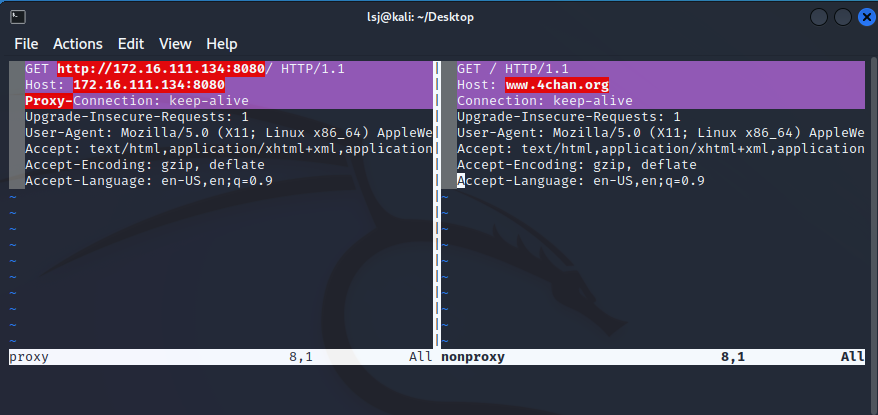 lsj@kali: ~/Desktop
File Actions Edit View Help
GET http://172.16.111.134:8080/ HTTP/1.1
Host: 172.16.111.134:8080
Proxy-Connection: keep-alive
Upgrade-Insecure-Requests: 1
User-Agent: Mozilla/5.0 (X11; Linux x86_64) AppleWe
Accept: text/html,application/xhtml+xml,application
Accept-Encoding: gzip, deflate
Accept-Language: en-US,en;q=0.9
~
~
~
~
~
~
~
~
~
~
proxy 8,1 All
GET / HTTP/1.1
Host: www.4chan.org
Connection: keep-alive
Upgrade-Insecure-Requests: 1
User-Agent: Mozilla/5.0 (X11; Linux x86_64) AppleWe
Accept: text/html,application/xhtml+xml,application
Accept-Encoding: gzip, deflate
Accept-Language: en-US,en;q=0.9
~
~
~
~
~
~
~
~
~
~
nonproxy 8,1 All